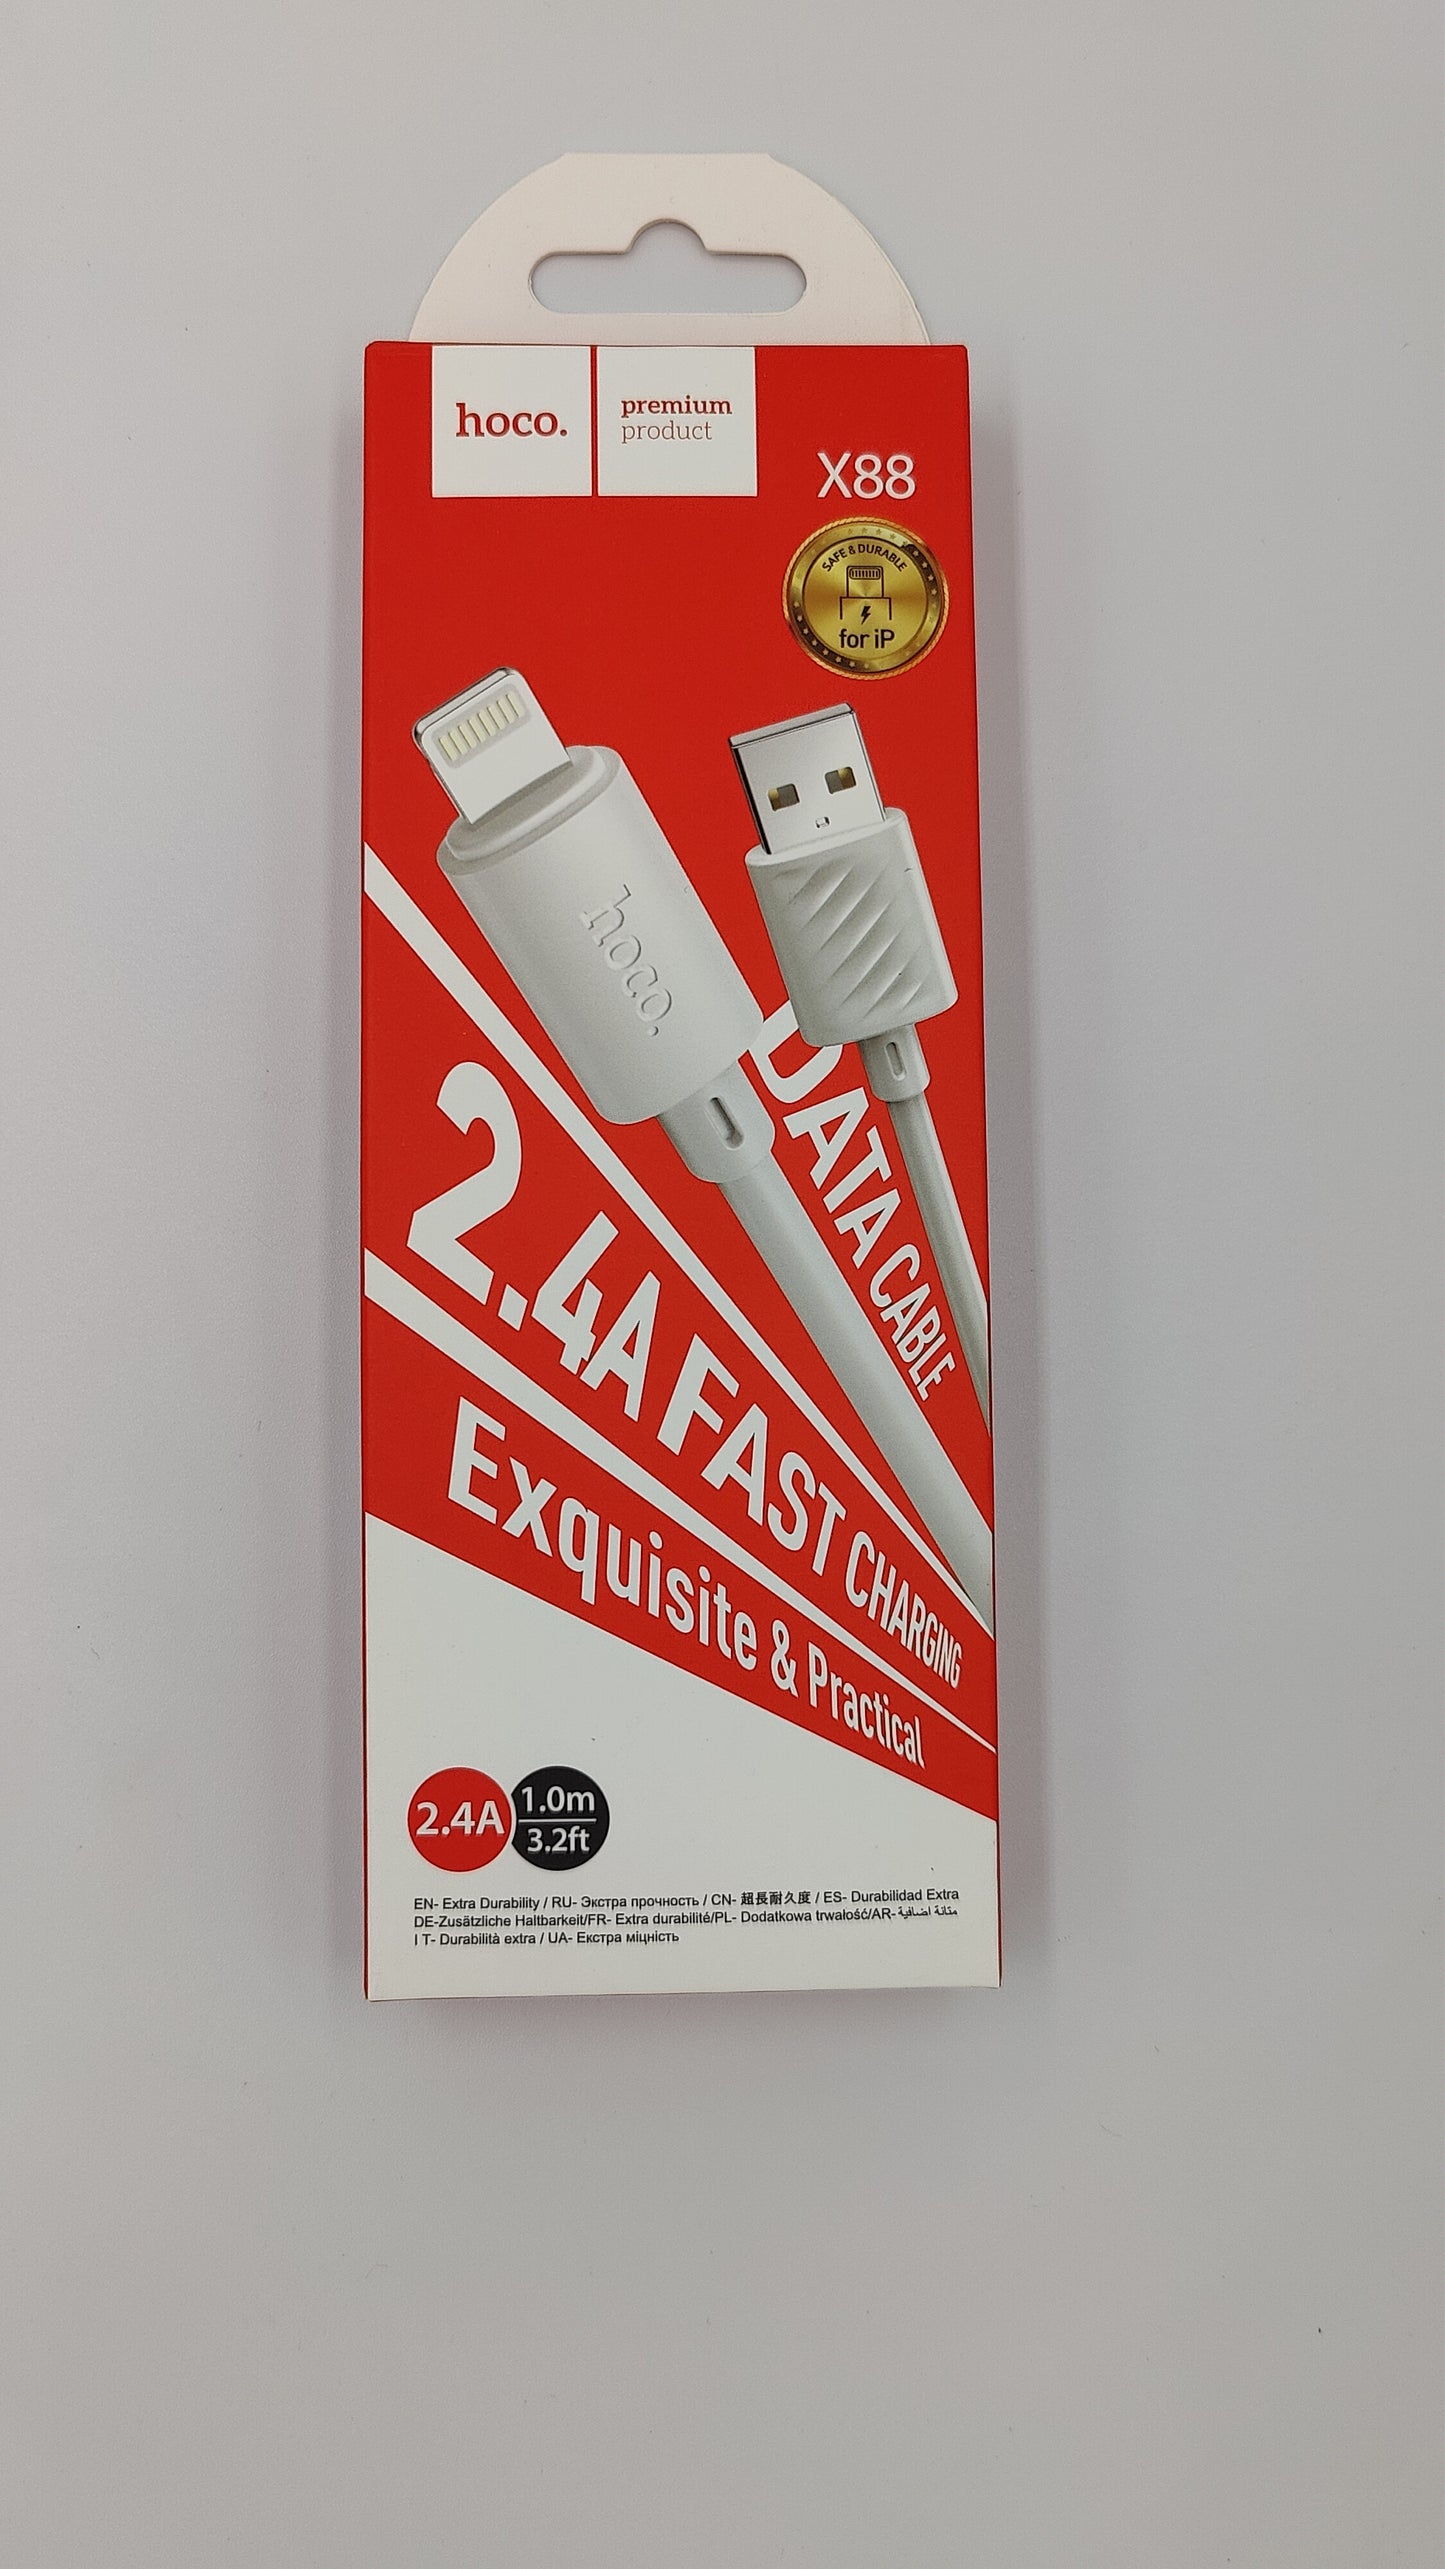 hoco.
premium
product
X88
SAFE & DURABLE
for iP
hoco.
DATA CABLE
2.4A FAST CHARGING
Exquisite & Practical
2.4A
1.0m
3.2ft
EN- Extra Durability / RU- Экстра прочность / CN- 超長耐久度 / ES- Durabilidad Extra
DE-Zusätzliche Haltbarkeit/FR- Extra durabilité/PL- Dodatkowa trwałość/AR- متانة اضافية
I T- Durabilità extra / UA- Екстра міцність